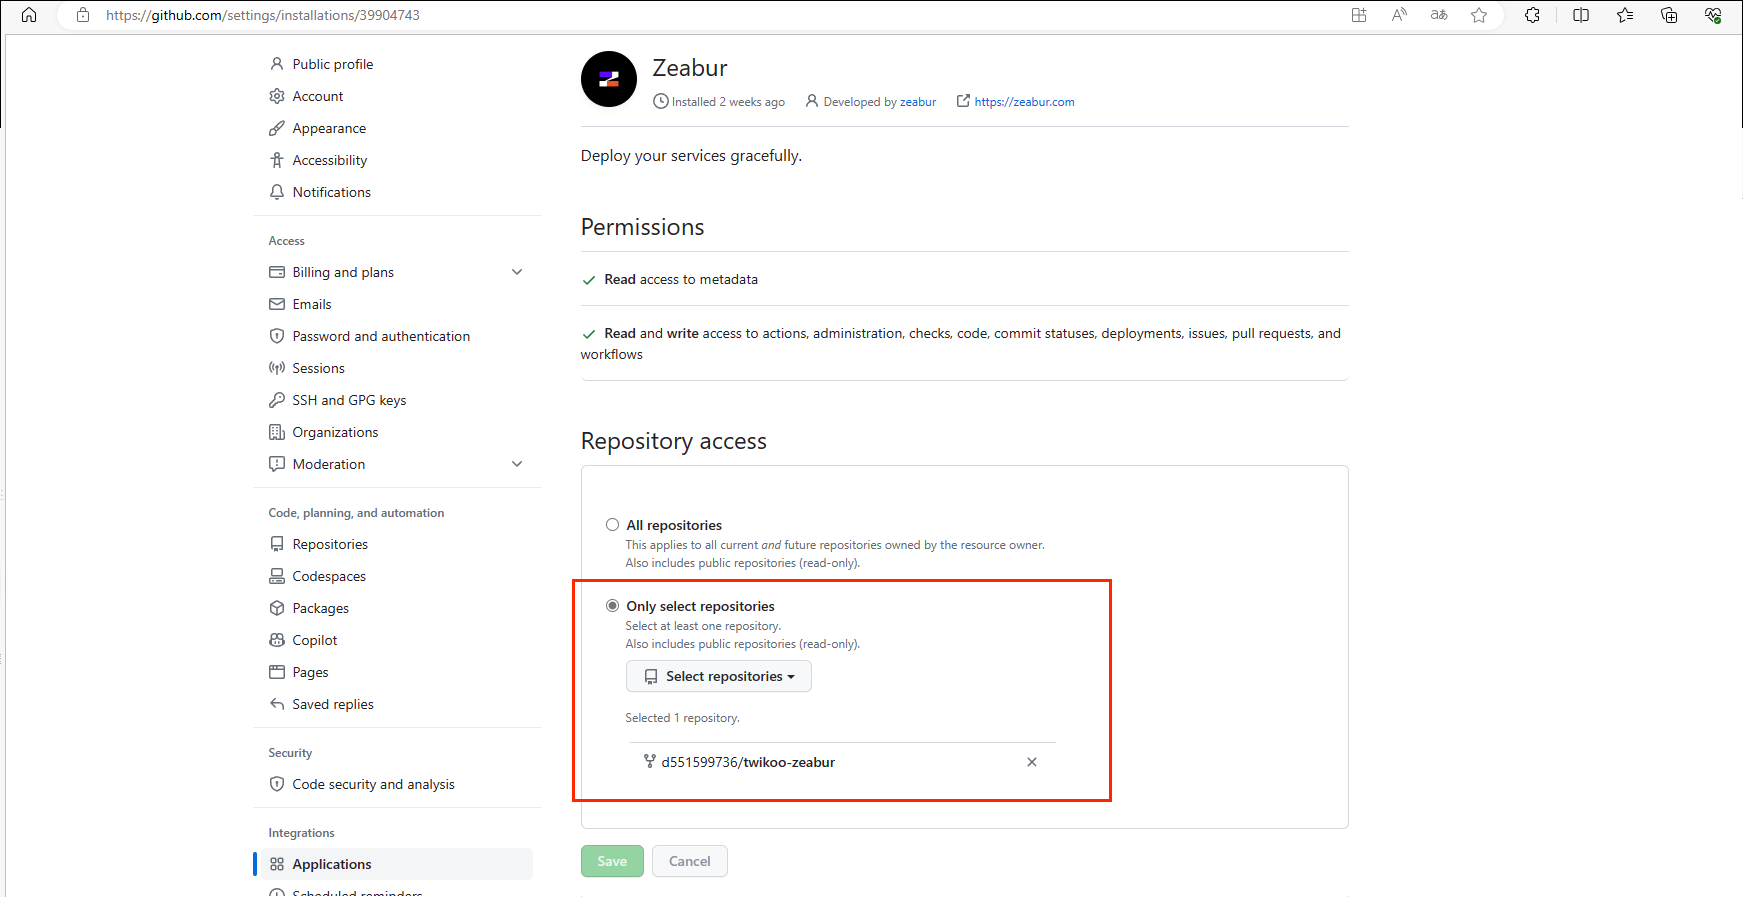 https://github.com/settings/installations/39904743
Public profile
Account
Appearance
Accessibility
Notifications
Access
Billing and plans
Emails
Password and authentication
Sessions
SSH and GPG keys
Organizations
Moderation
Code, planning, and automation
Repositories
Codespaces
Packages
Copilot
Pages
Saved replies
Security
Code security and analysis
Integrations
Applications
Scheduled reminders
Zeabur
Installed 2 weeks ago Developed by zeabur https://zeabur.com
Deploy your services gracefully.
Permissions
Read access to metadata
Read and write access to actions, administration, checks, code, commit statuses, deployments, issues, pull requests, and
workflows
Repository access
All repositories
This applies to all current and future repositories owned by the resource owner.
Also includes public repositories (read-only).
Only select repositories
Select at least one repository.
Also includes public repositories (read-only).
Select repositories
Selected 1 repository.
d551599736/twikoo-zeabur
Save Cancel